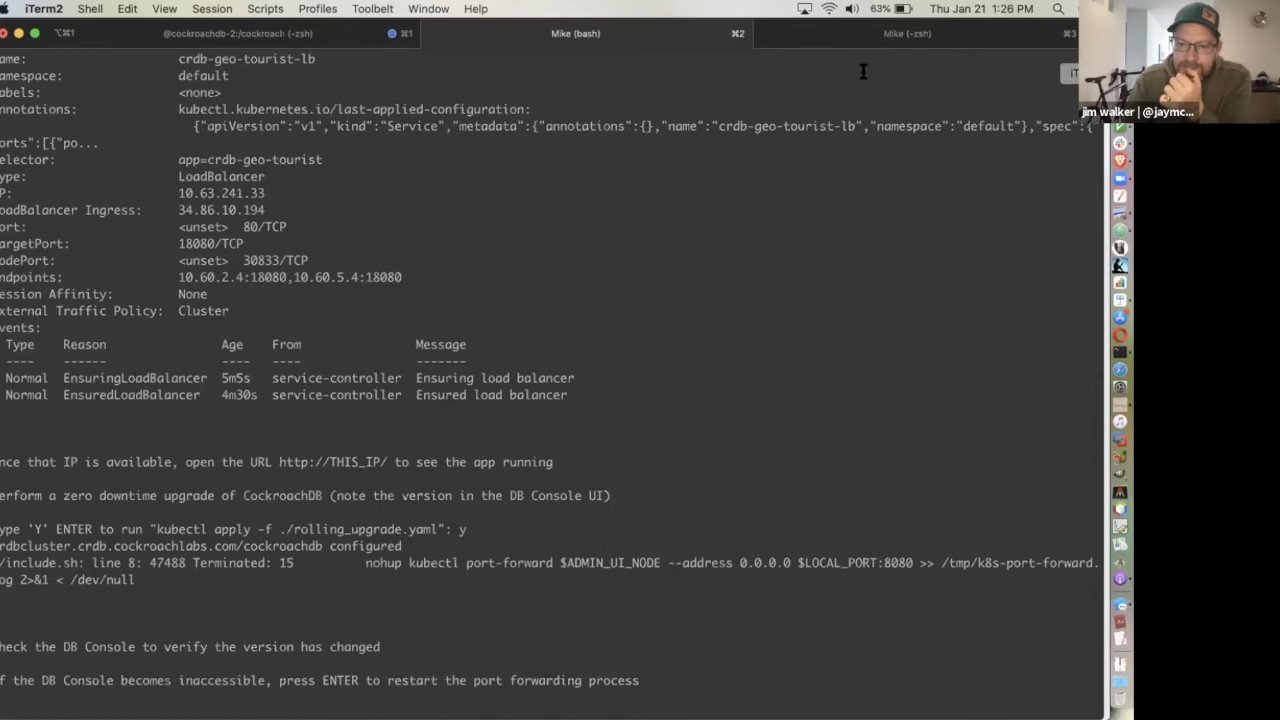 iTerm2 Shell Edit View Session Scripts Profiles Toolbelt Window Help 63% Thu Jan 21 1:26 PM
⌥⌘1 @cockroachdb-2:/cockroach (-zsh) ⌘1 Mike (bash) ⌘2 Mike (-zsh) ⌘3
ame: crdb-geo-tourist-lb
amespace: default
abels: <none>
nnotations: kubectl.kubernetes.io/last-applied-configuration:
{"apiVersion":"v1","kind":"Service","metadata":{"annotations":{},"name":"crdb-geo-tourist-lb","namespace":"default"},"spec":{"
jim walker | @jaymc...
orts":[{"po...
elector: app=crdb-geo-tourist
ype: LoadBalancer
P: 10.63.241.33
oadBalancer Ingress: 34.86.10.194
ort: <unset> 80/TCP
argetPort: 18080/TCP
odePort: <unset> 30833/TCP
ndpoints: 10.60.2.4:18080,10.60.5.4:18080
ession Affinity: None
xternal Traffic Policy: Cluster
vents:
Type Reason Age From Message
---- ------ ---- ---- -------
Normal EnsuringLoadBalancer 5m5s service-controller Ensuring load balancer
Normal EnsuredLoadBalancer 4m30s service-controller Ensured load balancer
nce that IP is available, open the URL http://THIS_IP/ to see the app running
erform a zero downtime upgrade of CockroachDB (note the version in the DB Console UI)
ype 'Y' ENTER to run "kubectl apply -f ./rolling_upgrade.yaml": y
rdbcluster.crdb.cockroachlabs.com/cockroachdb configured
/include.sh: line 8: 47488 Terminated: 15 nohup kubectl port-forward $ADMIN_UI_NODE --address 0.0.0.0 $LOCAL_PORT:8080 >> /tmp/k8s-port-forward.
og 2>&1 < /dev/null
heck the DB Console to verify the version has changed
f the DB Console becomes inaccessible, press ENTER to restart the port forwarding process